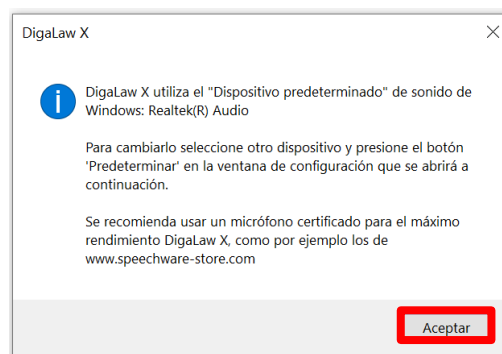 DigaLaw X
DigaLaw X utiliza el "Dispositivo predeterminado" de sonido de
Windows: Realtek(R) Audio
Para cambiarlo seleccione otro dispositivo y presione el botón
'Predeterminar' en la ventana de configuración que se abrirá a
continuación.
Se recomienda usar un micrófono certificado para el máximo
rendimiento DigaLaw X, como por ejemplo los de
www.speechware-store.com
Aceptar